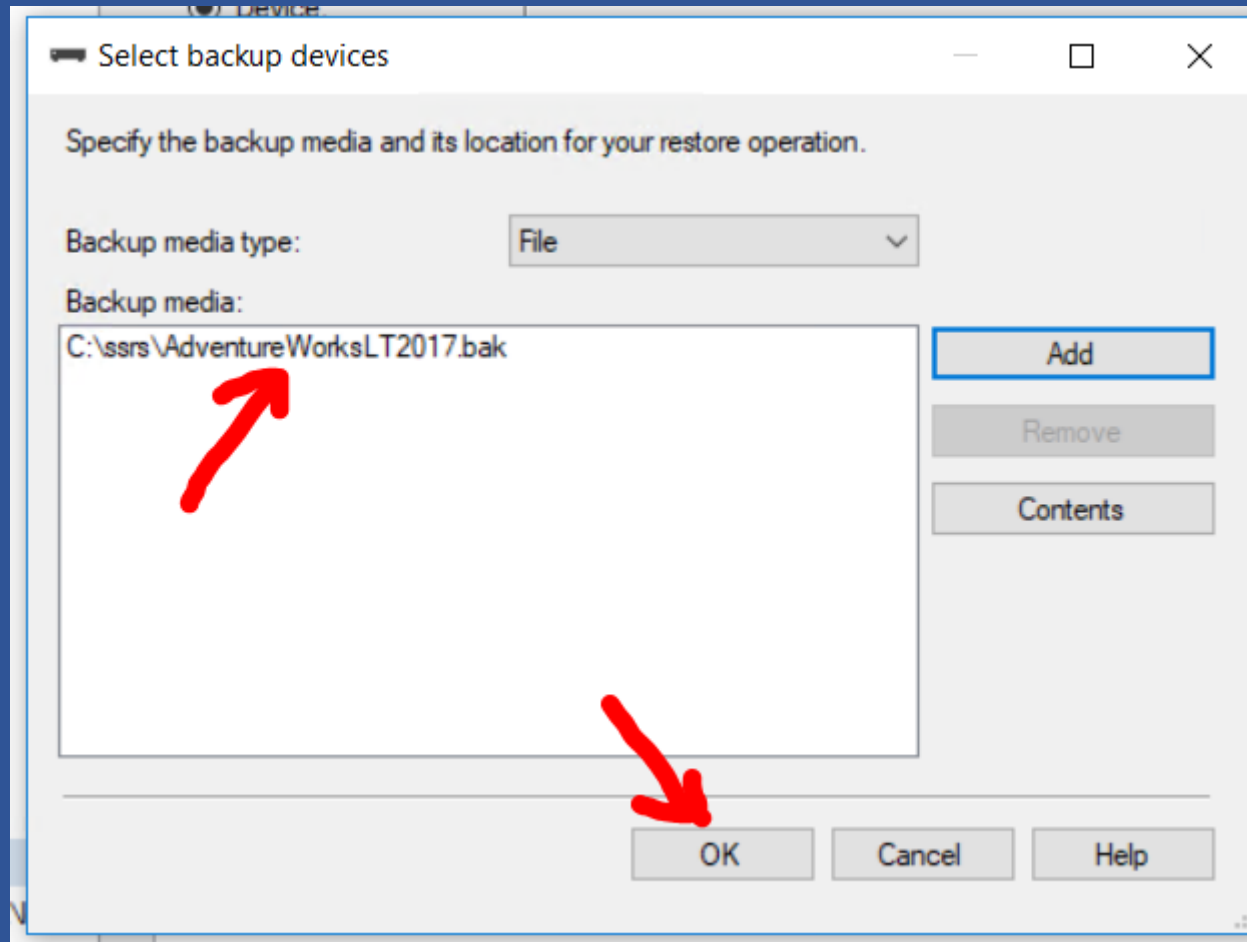 Device:
Select backup devices
Specify the backup media and its location for your restore operation.
Backup media type:
File
Backup media:
C:\ssrs\AdventureWorksLT2017.bak
Add
Remove
Contents
OK
Cancel
Help